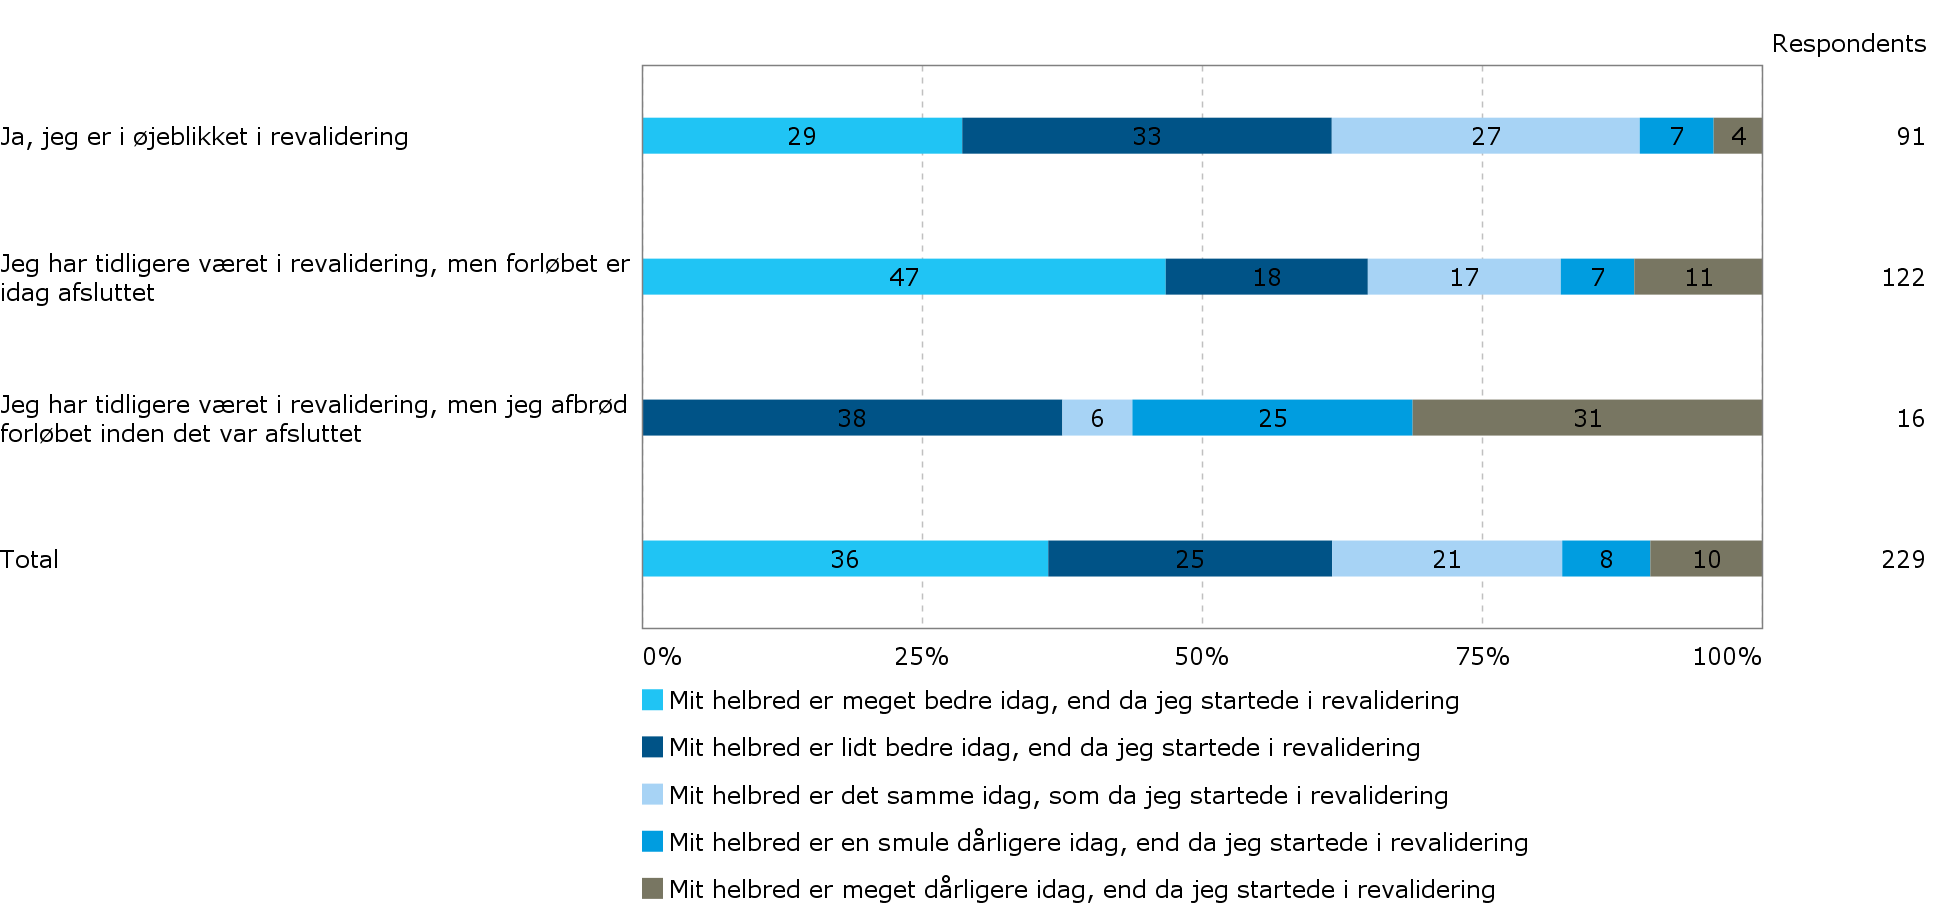 Respondents
Ja, jeg er i øjeblikket i revalidering
29 33 27 7 4
91
Jeg har tidligere været i revalidering, men forløbet er
idag afsluttet
47 18 17 7 11
122
Jeg har tidligere været i revalidering, men jeg afbrød
forløbet inden det var afsluttet
38 6 25 31
16
Total
36 25 21 8 10
229
0% 25% 50% 75% 100%
Mit helbred er meget bedre idag, end da jeg startede i revalidering
Mit helbred er lidt bedre idag, end da jeg startede i revalidering
Mit helbred er det samme idag, som da jeg startede i revalidering
Mit helbred er en smule dårligere idag, end da jeg startede i revalidering
Mit helbred er meget dårligere idag, end da jeg startede i revalidering